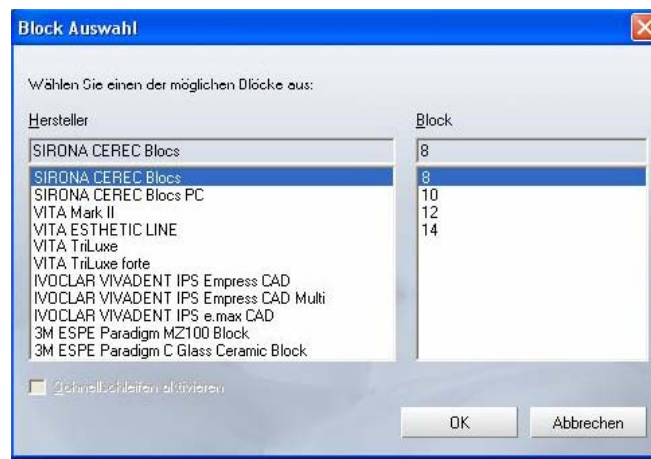 Block Auswahl
Wählen Sie einen der möglichen Blöcke aus:
Hersteller
Block
SIRONA CEREC Blocs
8
SIRONA CEREC Blocs
SIRONA CEREC Blocs PC
VITA Mark II
VITA ESTHETIC LINE
VITA TriLuxe
VITA TriLuxe forte
IVOCLAR VIVADENT IPS Empress CAD
IVOCLAR VIVADENT IPS Empress CAD Multi
IVOCLAR VIVADENT IPS e.max CAD
3M ESPE Paradigm MZ100 Block
3M ESPE Paradigm C Glass Ceramic Block
8
10
12
14
Schnellschleifen aktivieren
OK
Abbrechen